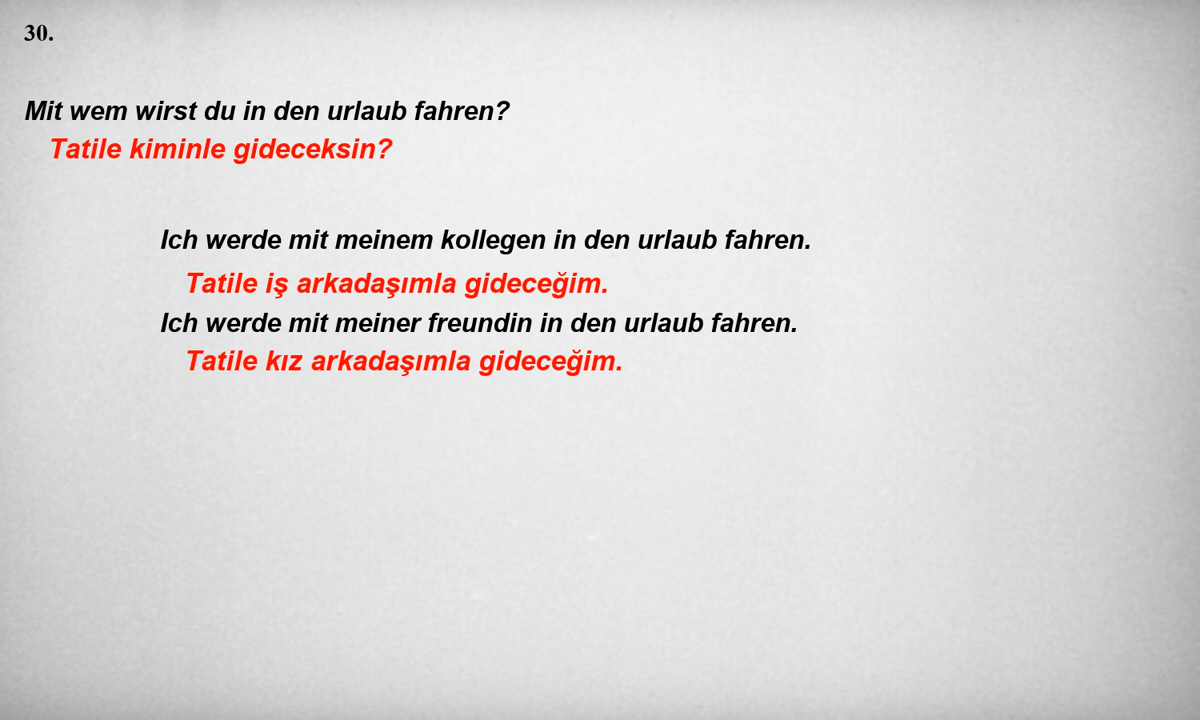 30.
Mit wem wirst du in den urlaub fahren?
Tatile kiminle gideceksin?
Ich werde mit meinem kollegen in den urlaub fahren.
Tatile iş arkadaşımla gideceğim.
Ich werde mit meiner freundin in den urlaub fahren.
Tatile kız arkadaşımla gideceğim.